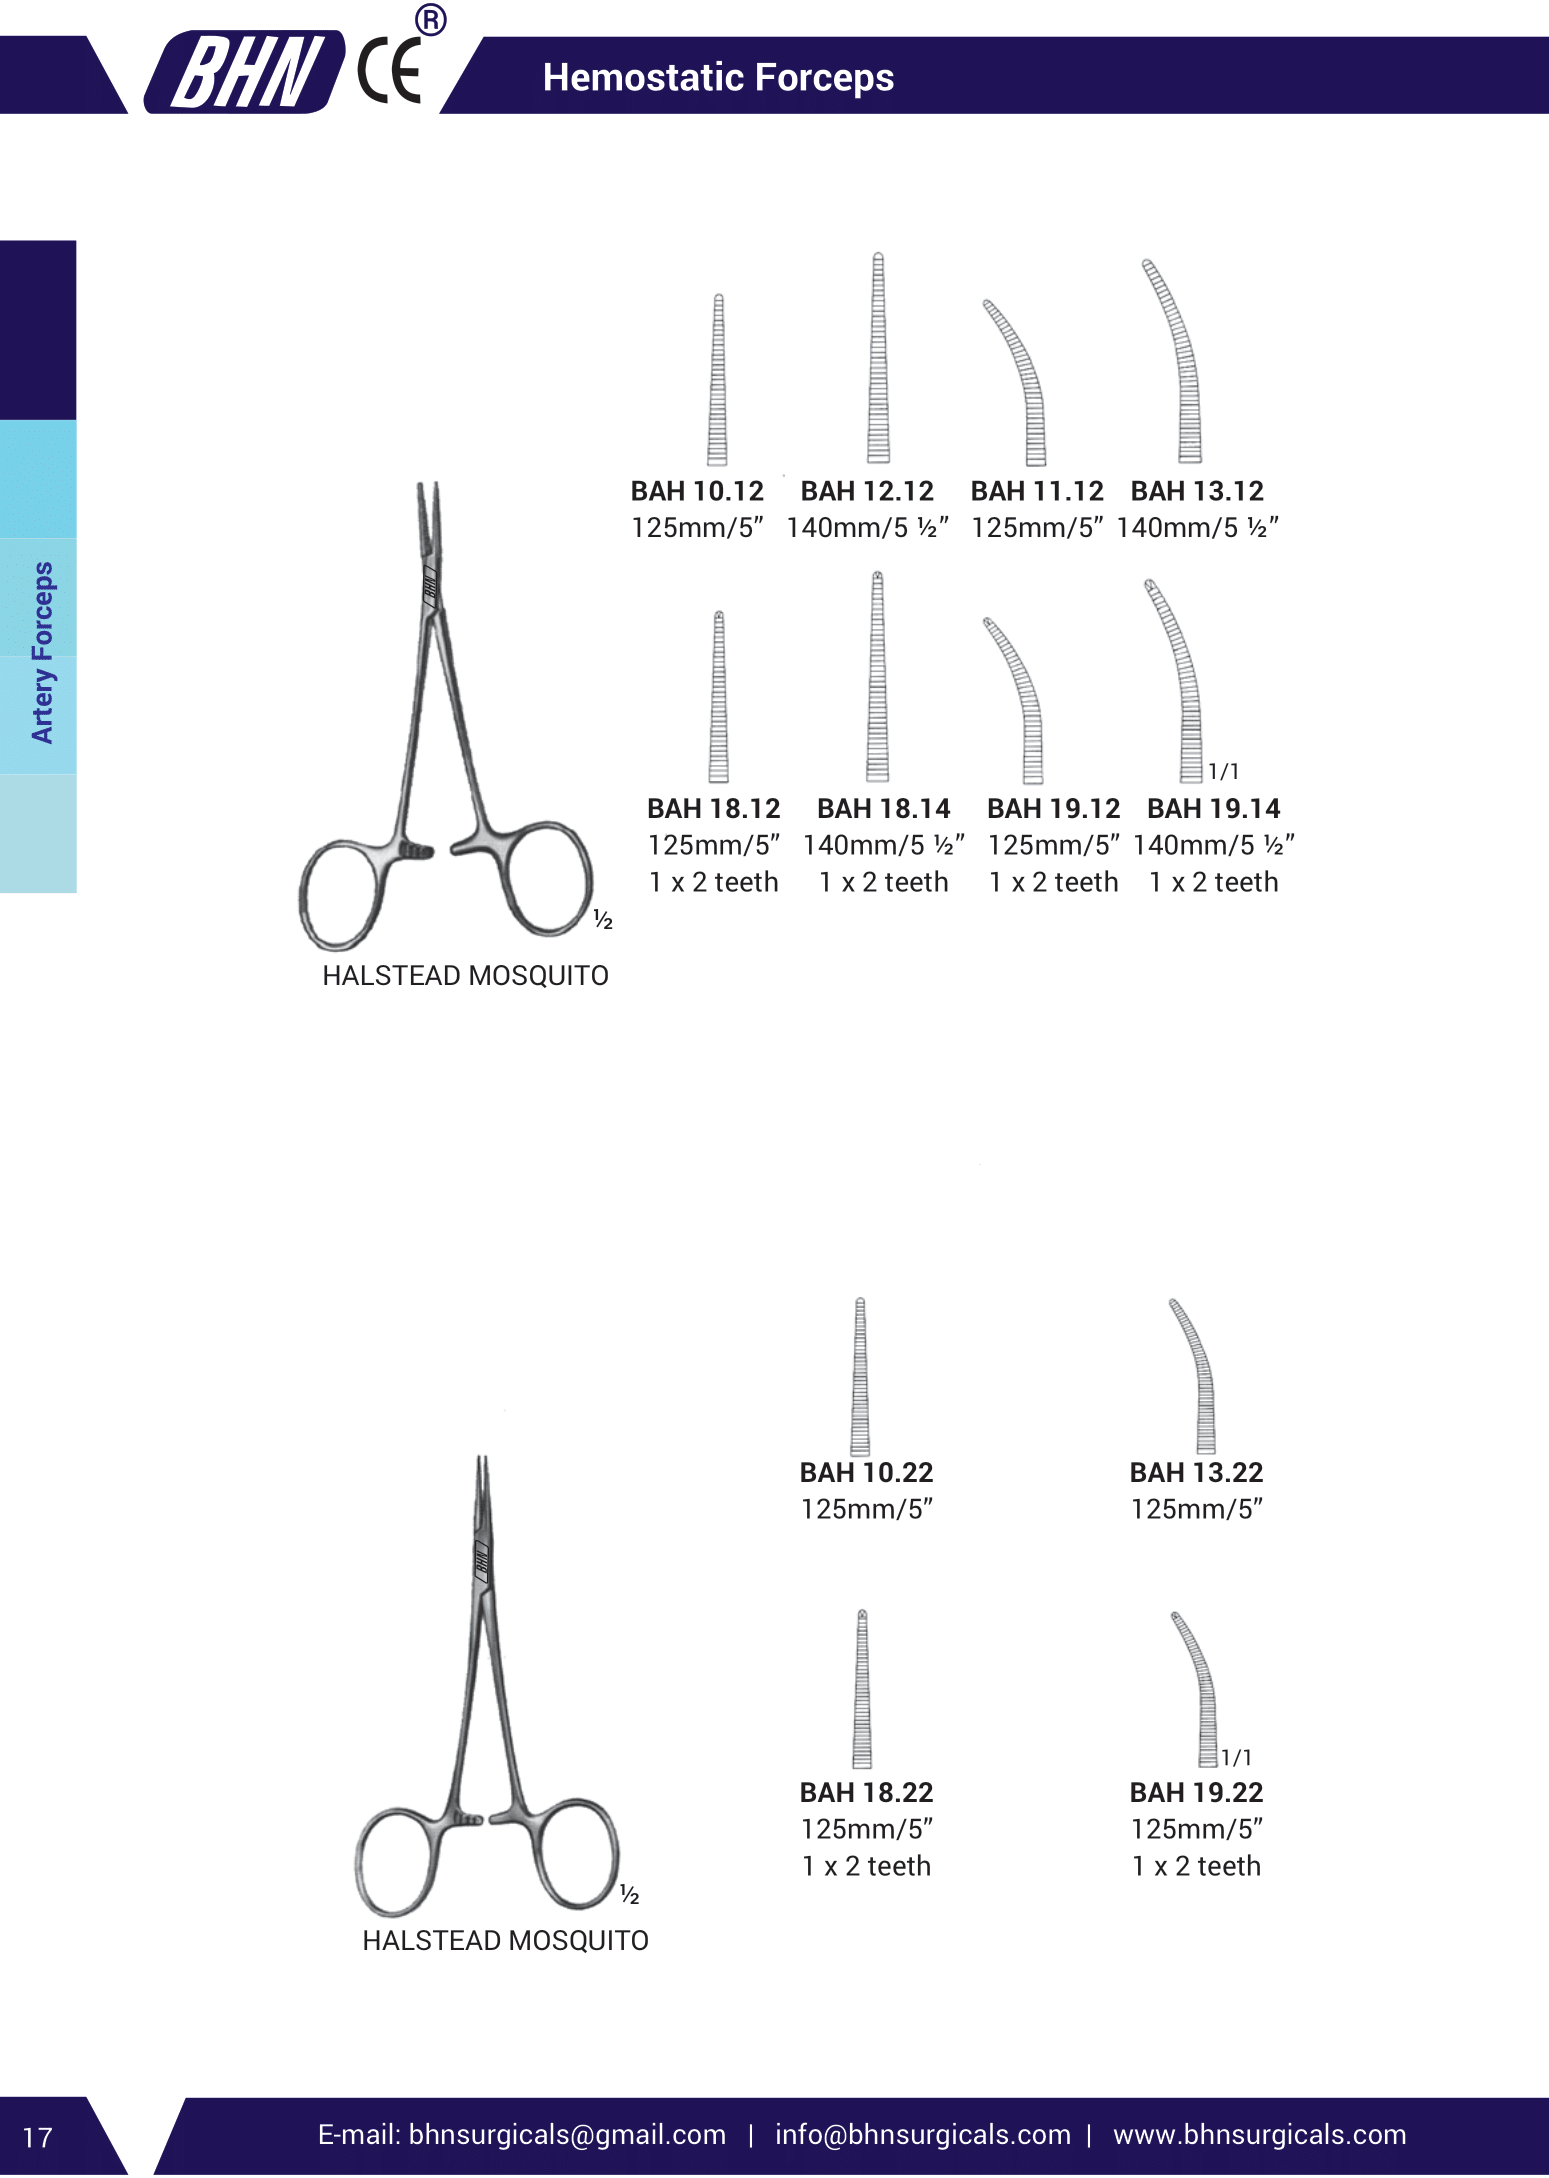 BHN CE ®
Hemostatic Forceps
Artery Forceps
BAH 10.12 BAH 12.12 BAH 11.12 BAH 13.12
125mm/5” 140mm/5 ½” 125mm/5” 140mm/5 ½”
BHN
1/1
BAH 18.12 BAH 18.14 BAH 19.12 BAH 19.14
125mm/5” 140mm/5 ½” 125mm/5” 140mm/5 ½”
1 x 2 teeth 1 x 2 teeth 1 x 2 teeth 1 x 2 teeth
½
HALSTEAD MOSQUITO
BAH 10.22 BAH 13.22
125mm/5” 125mm/5”
BHN
1/1
BAH 18.22 BAH 19.22
125mm/5” 125mm/5”
1 x 2 teeth 1 x 2 teeth
½
HALSTEAD MOSQUITO
17
E-mail: bhnsurgicals@gmail.com | info@bhnsurgicals.com | www.bhnsurgicals.com